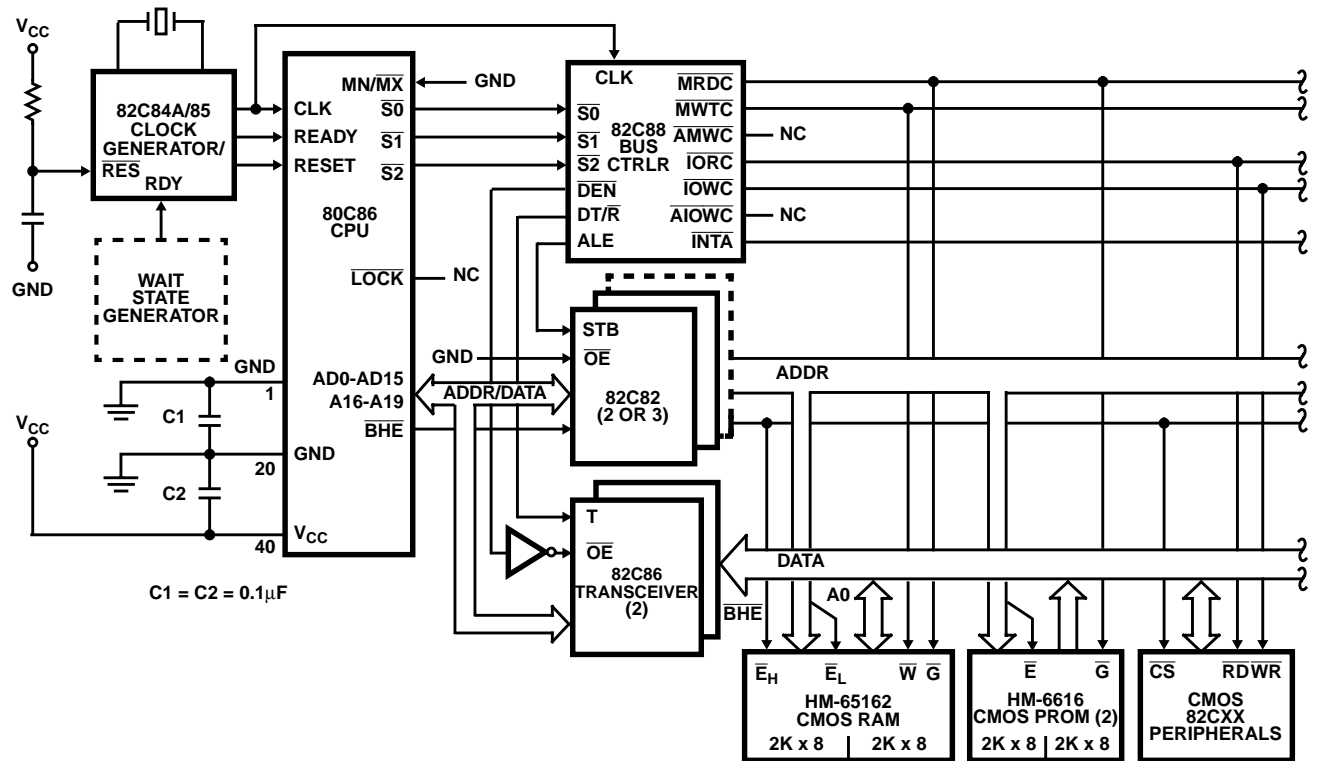 VCC
82C84A/85
CLOCK
GENERATOR/
RES
RDY
GND
WAIT
STATE
GENERATOR
MN/MX
GND
CLK
S0
READY
S1
RESET
S2
80C86
CPU
LOCK
NC
GND
1
AD0-AD15
A16-A19
ADDR/DATA
BHE
C1
VCC
GND
20
C2
VCC
40
C1 = C2 = 0.1μF
CLK
MRDC
S0
MWTC
82C88
BUS
CTRLR
S1
AMWC
NC
S2
IORC
DEN
IOWC
DT/R
AIOWC
NC
ALE
INTA
STB
GND
OE
82C82
(2 OR 3)
ADDR
T
OE
82C86
TRANSCEIVER
(2)
DATA
BHE
A0
EH
EL
W
G
HM-65162
CMOS RAM
2K x 8
2K x 8
E
G
HM-6616
CMOS PROM (2)
2K x 8
2K x 8
CS
RD
WR
CMOS
82CXX
PERIPHERALS